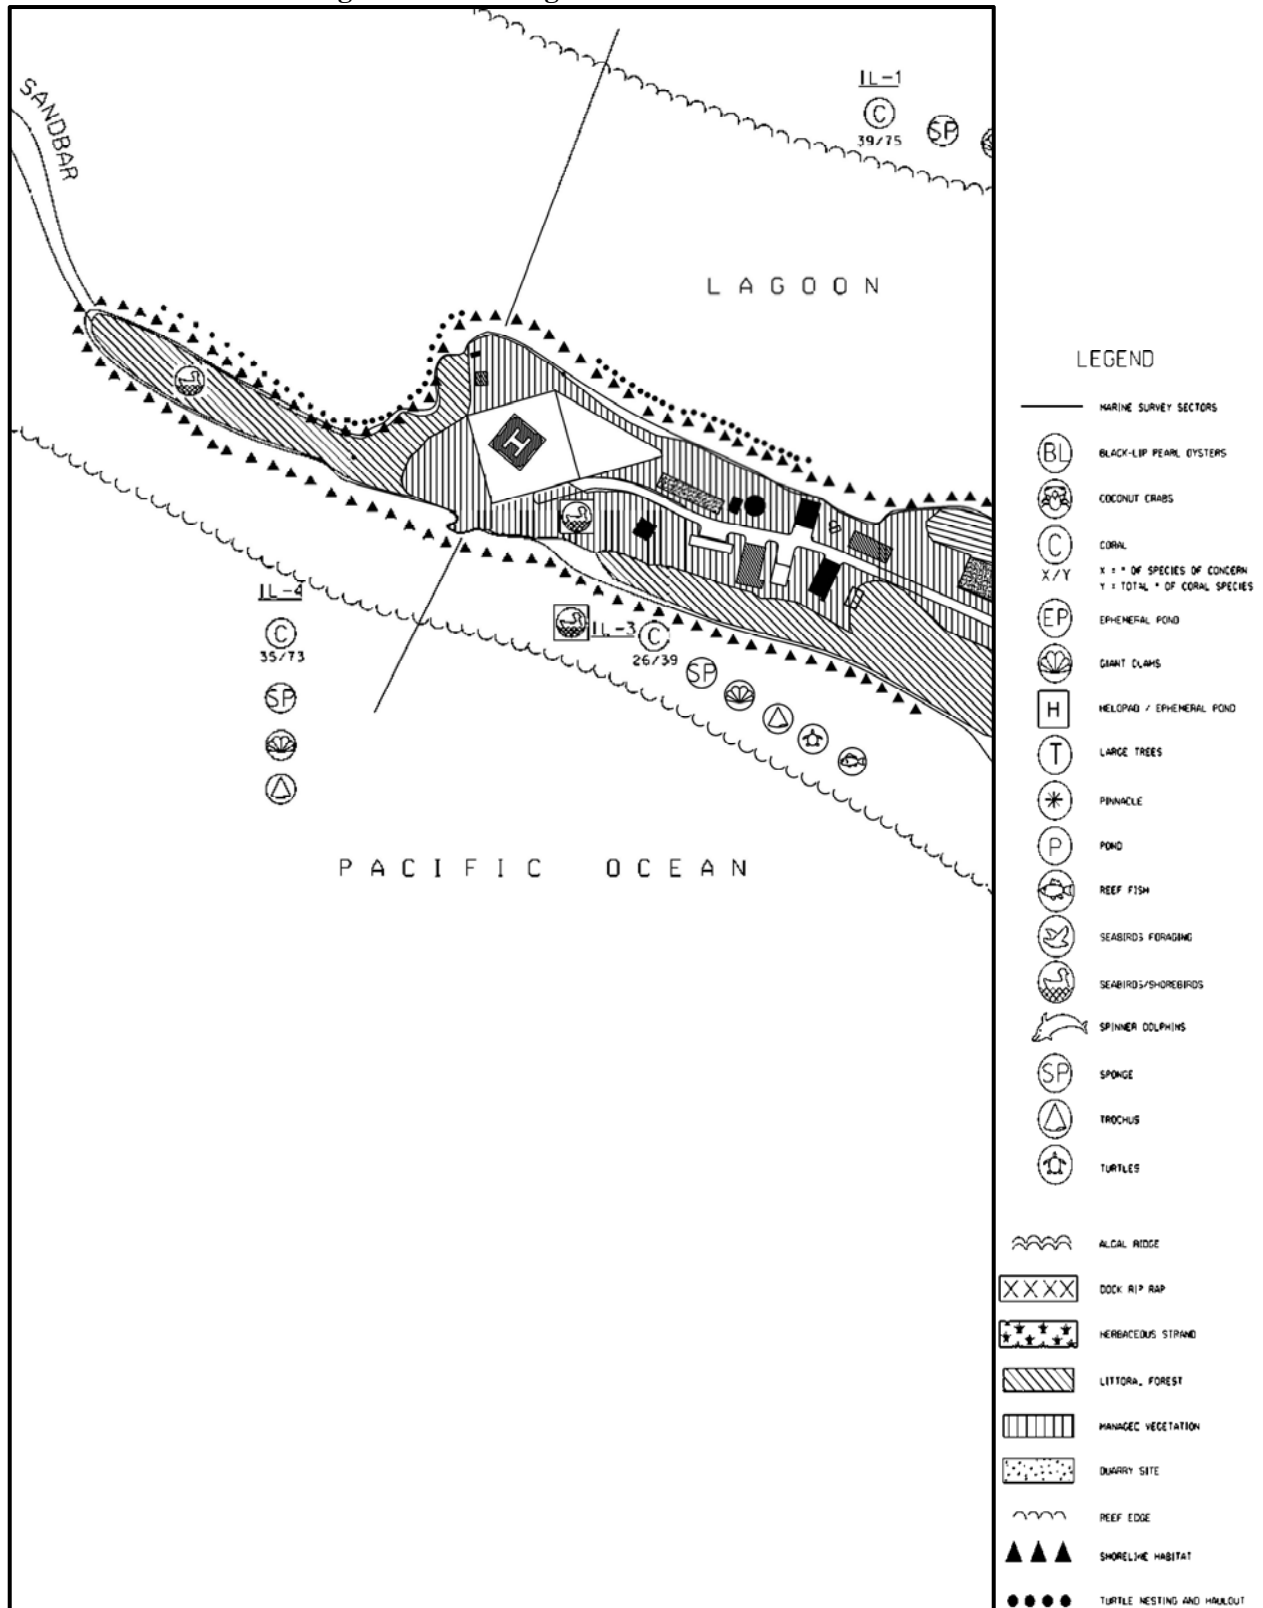 SANDBAR
IL-1
C
39/75
SP
LAGOON
H
IL-4
C
35/73
SP
IL-3
C
26/39
SP
PACIFIC OCEAN
LEGEND
MARINE SURVEY SECTORS
BL BLACK-LIP PEARL OYSTERS
COCONUT CRABS
C CORAL
X/Y X = * OF SPECIES OF CONCERN
Y = TOTAL * OF CORAL SPECIES
EP EPHEMERAL POND
GIANT CLAMS
H HELOPAD / EPHEMERAL POND
T LARGE TREES
PINNACLE
P POND
REEF FISH
SEABIRDS FORAGING
SEABIRDS/SHOREBIRDS
SPINNER DOLPHINS
SP SPONGE
TROCHUS
TURTLES
ALGAL RIDGE
XXXX DOCK RIP RAP
HERBACEOUS STRAND
LITTORAL FOREST
MANAGEC VEGETATION
QUARRY SITE
REEF EDGE
SHORELINE HABITAT
TURTLE NESTING AND HAULOUT